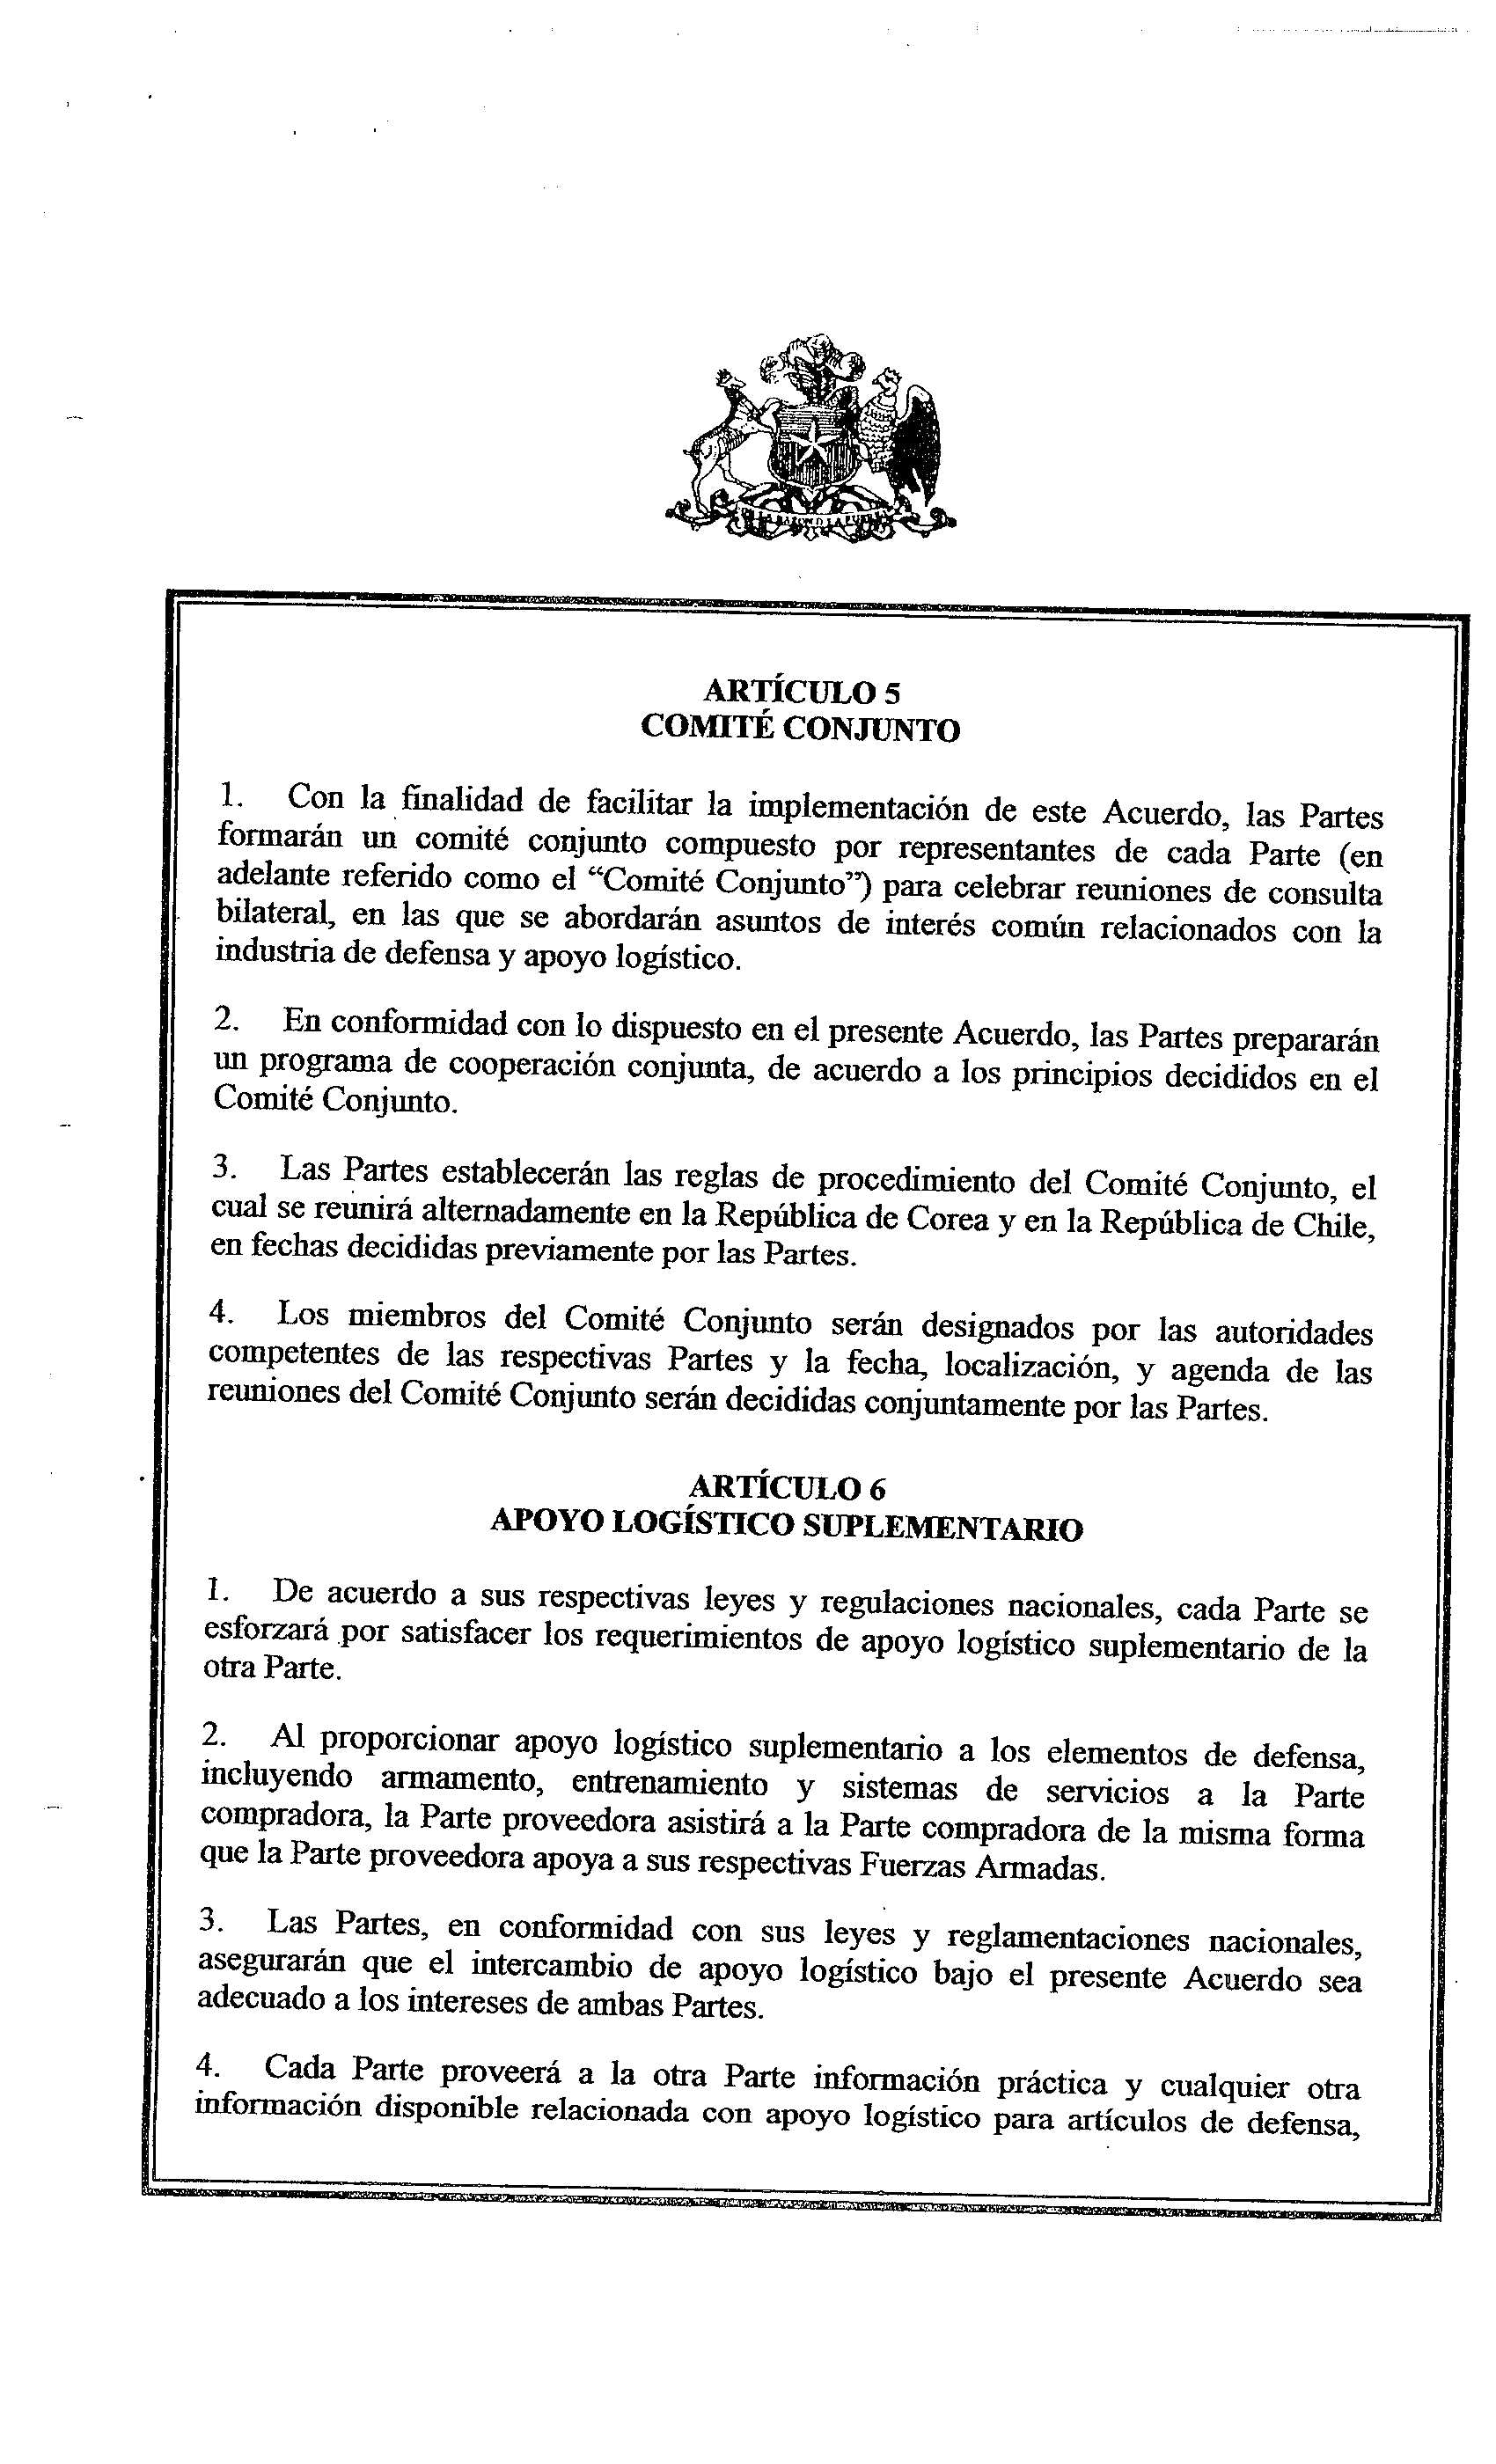 ARTÍCULO 5
COMITÉ CONJUNTO
1. Con la finalidad de facilitar la implementación de este Acuerdo, las Partes
formarán un comité conjunto compuesto por representantes de cada Parte (en
adelante referido como el “Comité Conjunto”) para celebrar reuniones de consulta
bilateral, en las que se abordarán asuntos de interés común relacionados con la
industria de defensa y apoyo logístico.
2. En conformidad con lo dispuesto en el presente Acuerdo, las Partes prepararán
un programa de cooperación conjunta, de acuerdo a los principios decididos en el
Comité Conjunto.
3. Las Partes establecerán las reglas de procedimiento del Comité Conjunto, el
cual se reunirá alternadamente en la República de Corea y en la República de Chile,
en fechas decididas previamente por las Partes.
4. Los miembros del Comité Conjunto serán designados por las autoridades
competentes de las respectivas Partes y la fecha, localización, y agenda de las
reuniones del Comité Conjunto serán decididas conjuntamente por las Partes.
ARTÍCULO 6
APOYO LOGÍSTICO SUPLEMENTARIO
1. De acuerdo a sus respectivas leyes y regulaciones nacionales, cada Parte se
esforzará por satisfacer los requerimientos de apoyo logístico suplementario de la
otra Parte.
2. Al proporcionar apoyo logístico suplementario a los elementos de defensa,
incluyendo armamento, entrenamiento y sistemas de servicios a la Parte
compradora, la Parte proveedora asistirá a la Parte compradora de la misma forma
que la Parte proveedora apoya a sus respectivas Fuerzas Armadas.
3. Las Partes, en conformidad con sus leyes y reglamentaciones nacionales,
asegurarán que el intercambio de apoyo logístico bajo el presente Acuerdo sea
adecuado a los intereses de ambas Partes.
4. Cada Parte proveerá a la otra Parte información práctica y cualquier otra
información disponible relacionada con apoyo logístico para artículos de defensa,